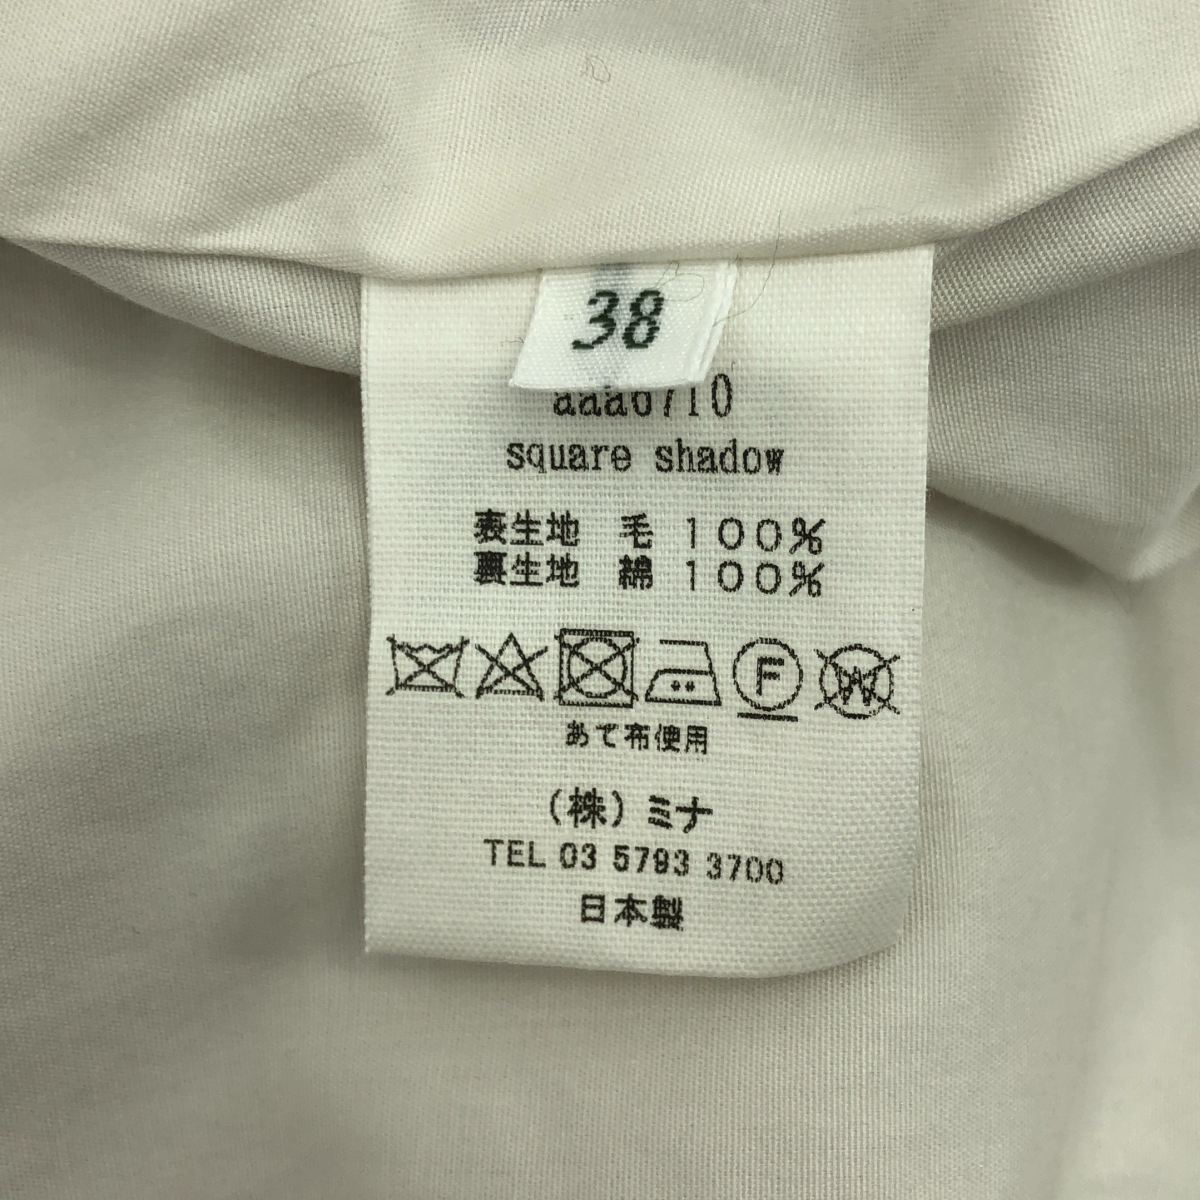 38
aaa6710
square shadow
表生地 毛 100%
裏生地 綿 100%
F W
あて布使用
(株)ミナ
TEL 03 5793 3700
日本製